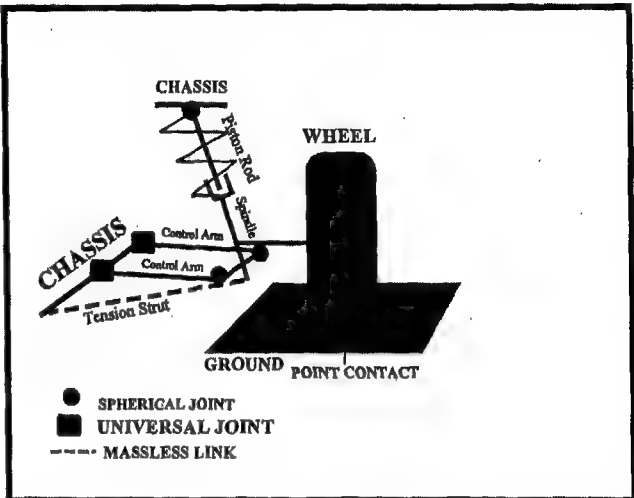 CHASSIS
Piston Rod
WHEEL
Spindle
CHASSIS
Control Arm
Control Arm
Tension Strut
GROUND
POINT CONTACT
SPHERICAL JOINT
UNIVERSAL JOINT
MASSLESS LINK